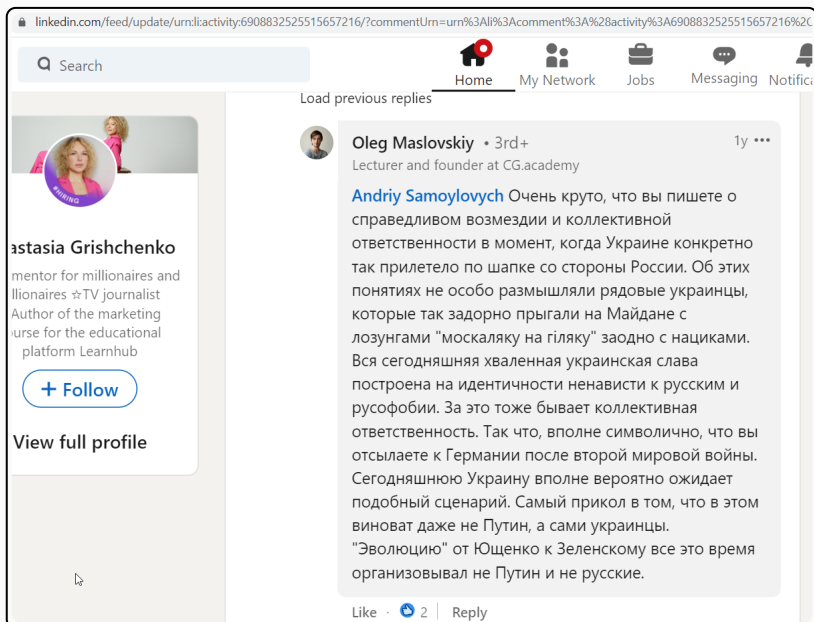 linkedin.com/feed/update/urn:li:activity:6908832525515657216/?commentUrn=urn%3Ali%3Acomment%3A%28activity%3A6908832525515657216%2C
Search
Home
My Network
Jobs
Messaging
Notifica
Load previous replies
Oleg Maslovskiy • 3rd+
1y •••
Lecturer and founder at CG.academy
Andriy Samoylovych Очень круто, что вы пишете о
справедливом возмездии и коллективной
ответственности в момент, когда Украине конкретно
так прилетело по шапке со стороны России. Об этих
понятиях не особо размышляли рядовые украинцы,
которые так задорно прыгали на Майдане с
лозунгами "москаляку на гіляку" заодно с нациками.
Вся сегодняшняя хваленная украинская слава
построена на идентичности ненависти к русским и
русофобии. За это тоже бывает коллективная
ответственность. Так что, вполне символично, что вы
отсылаете к Германии после второй мировой войны.
Сегодняшнюю Украину вполне вероятно ожидает
подобный сценарий. Самый прикол в том, что в этом
виноват даже не Путин, а сами украинцы.
"Эволюцию" от Ющенко к Зеленскому все это время
организовывал не Путин и не русские.
Like · 2 | Reply
#HIRING
astasia Grishchenko
mentor for millionaires and
llionaires ☆TV journalist
Author of the marketing
urse for the educational
platform Learnhub
+ Follow
View full profile